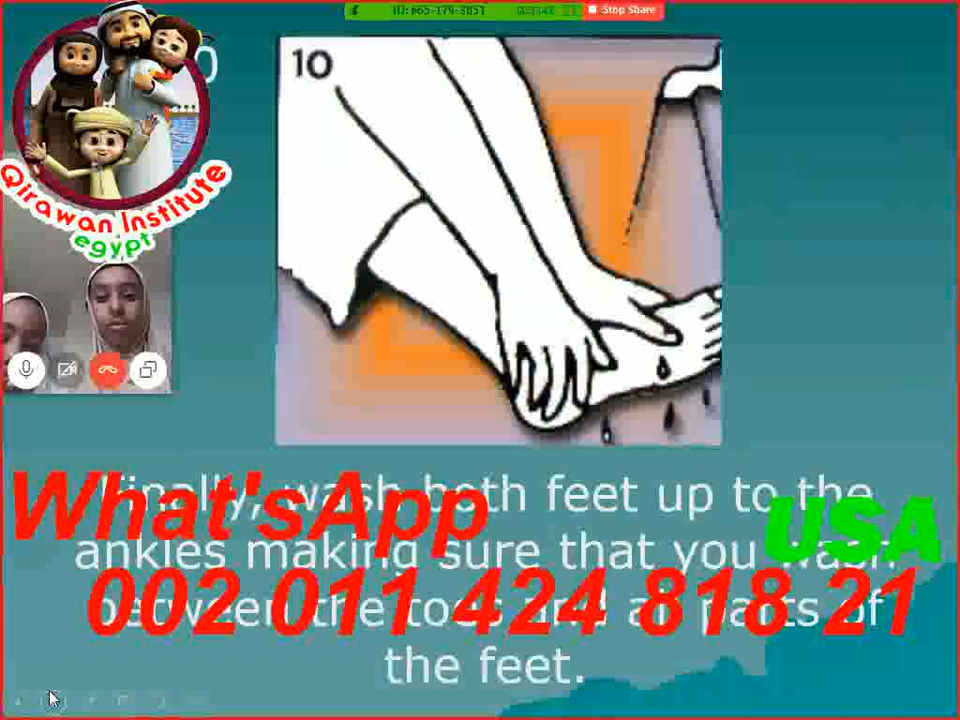 Stop Share
10
Qirawan Institute
egypt
Finally, wash both feet up to the
What'sApp
USA
ankles making sure that you wash
002 011 424 818 21
between the toes and all parts of
the feet.